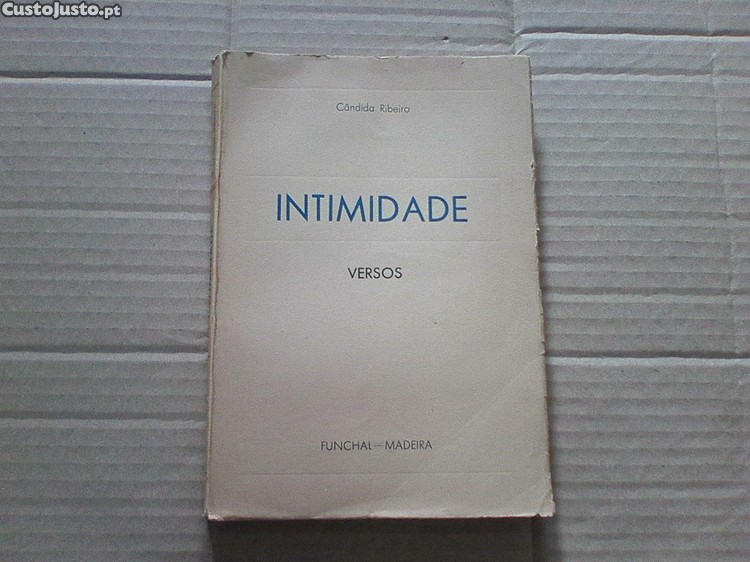 CustoJusto.pt
Cândida Ribeiro
INTIMIDADE
VERSOS
FUNCHAL—MADEIRA